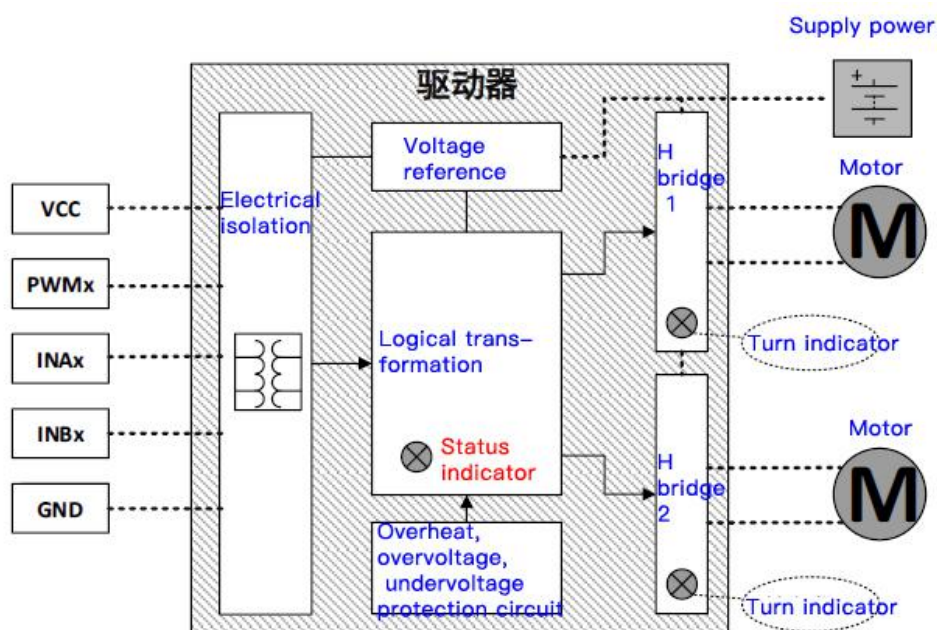 Supply power
驱动器
Voltage
reference
H
bridge
1
Motor
M
Electrical
isolation
VCC
PWMx
INAx
INBx
GND
Logical trans-
formation
Turn indicator
Status
indicator
H
bridge
2
Motor
M
Overheat,
overvoltage,
undervoltage
protection circuit
Turn indicator